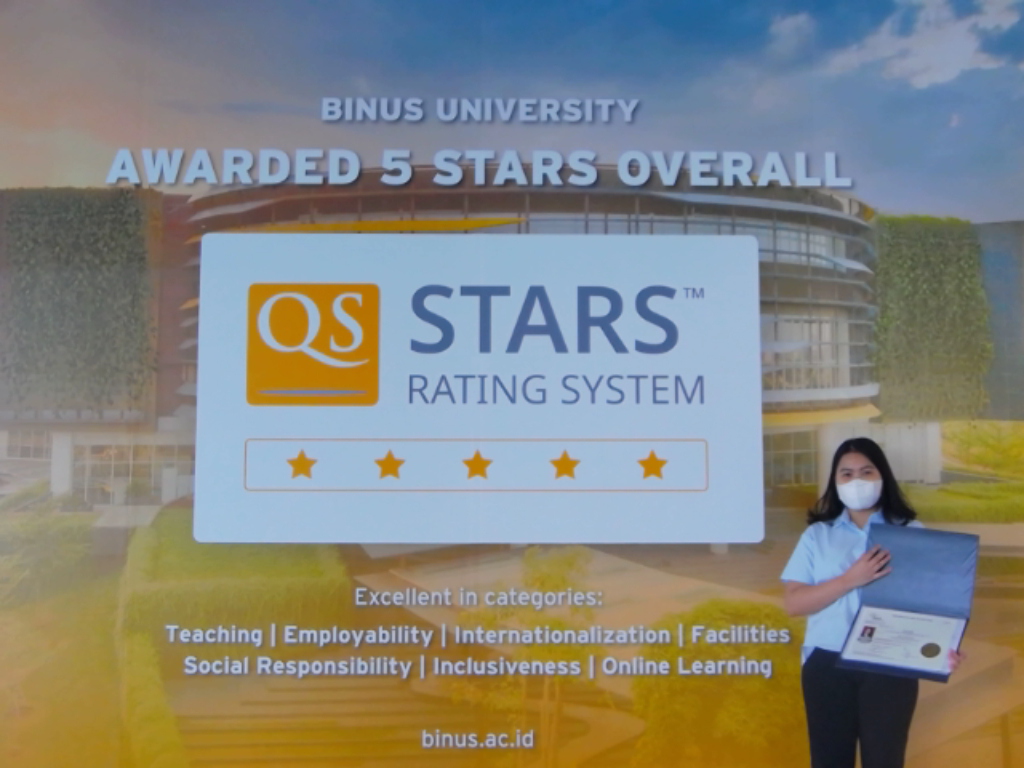 BINUS UNIVERSITY
AWARDED 5 STARS OVERALL
QS
STARS™
RATING SYSTEM
Excellent in categories:
Teaching | Employability | Internationalization | Facilities
Social Responsibility | Inclusiveness | Online Learning
binus.ac.id